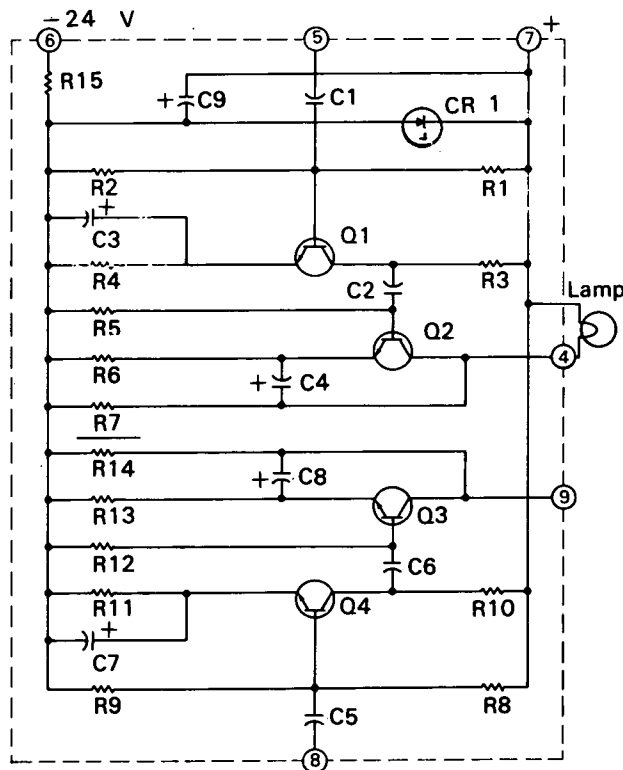 -24 V
6
5
7
+
R15
+
C9
C1
CR 1
R2
R1
+
C3
Q1
R4
C2
R3
Lamp
R5
Q2
R6
+
C4
4
R7
R14
+
C8
R13
Q3
9
R12
C6
R11
Q4
R10
+
C7
R9
R8
C5
8